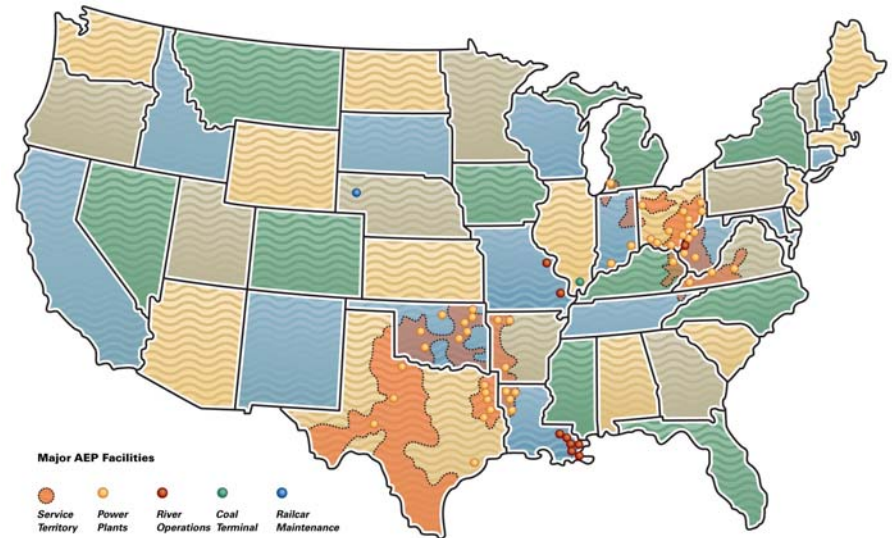 Major AEP Facilities
Service Territory
Power Plants
River Operations
Coal Terminal
Railcar Maintenance